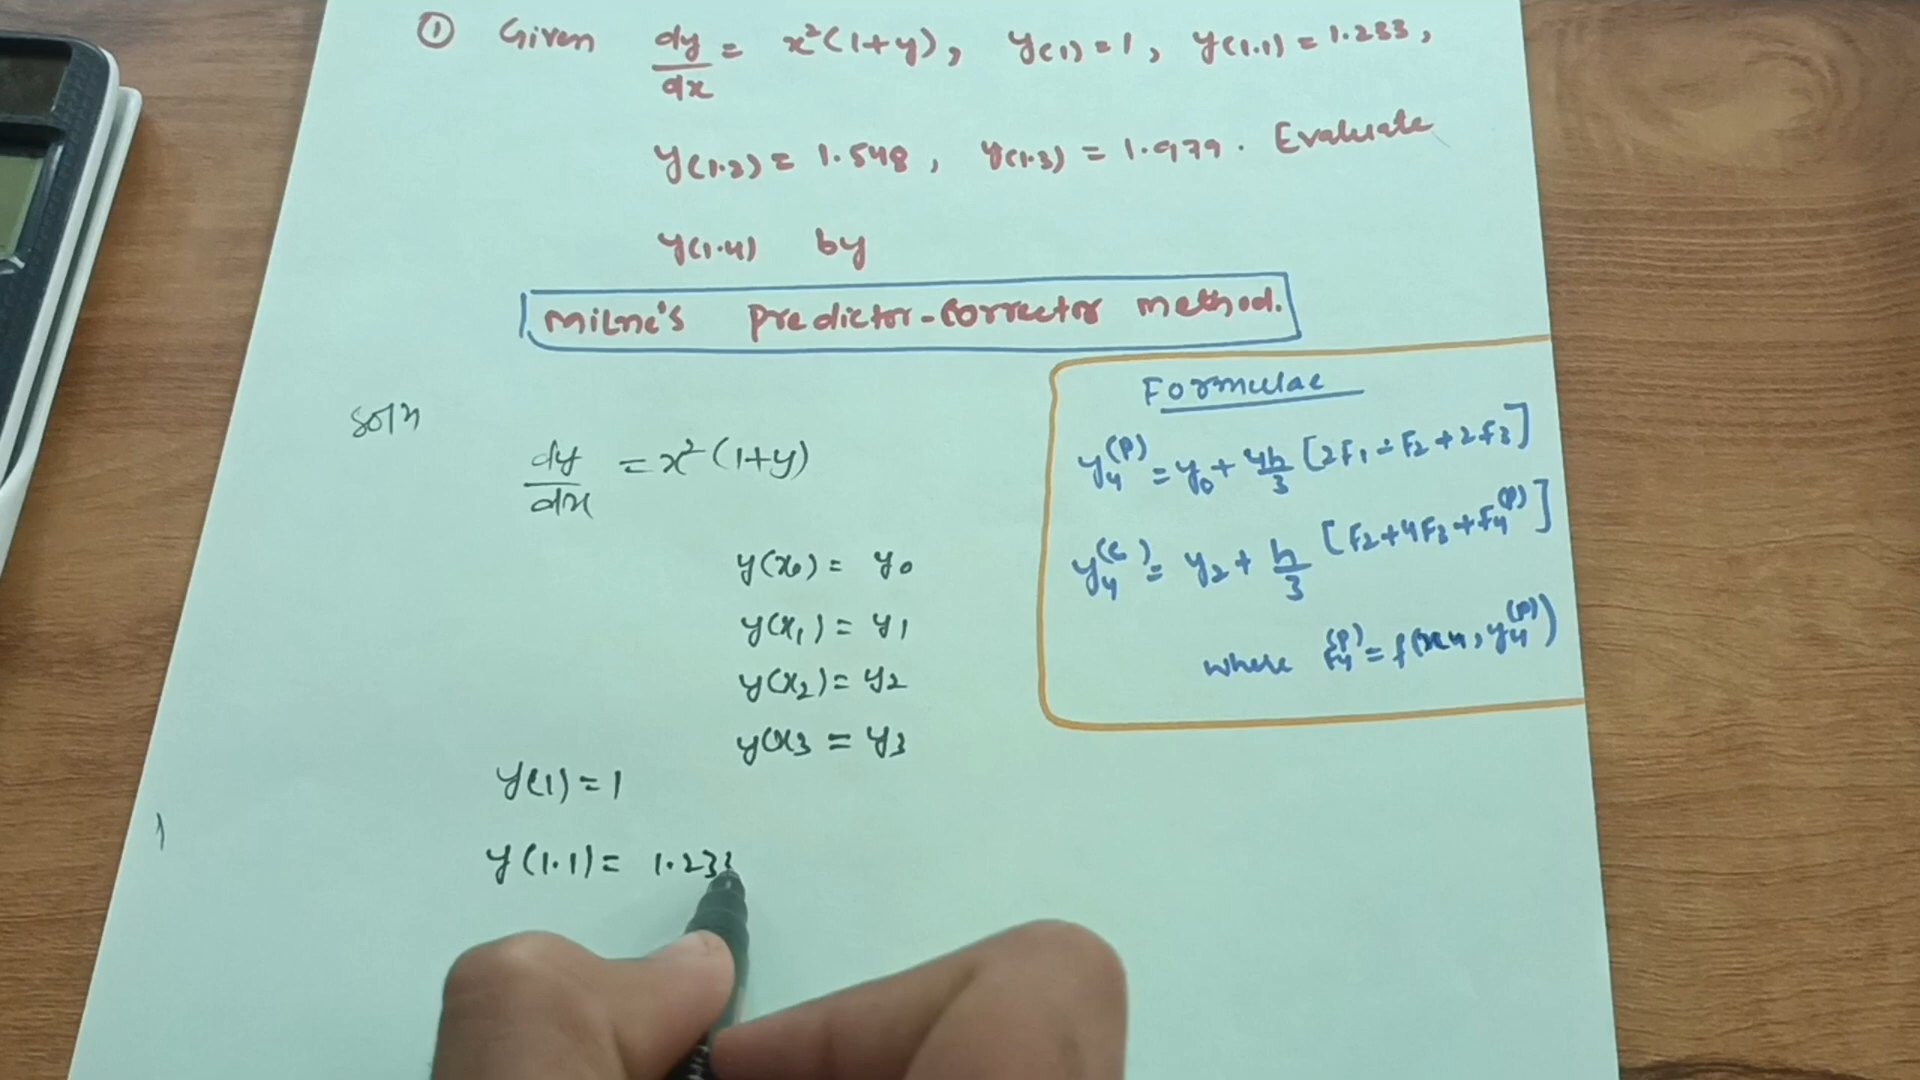 ① Given dy/dx = x²(1+y), y(1) = 1, y(1.1) = 1.233,
y(1.2) = 1.548, y(1.3) = 1.979. Evaluate
y(1.4) by
Milne's Predictor-Corrector method.
Formulae
y₄⁽ᵖ⁾ = y₀ + 4h/3 [2F₁ - F₂ + 2F₃]
y₄⁽ᶜ⁾ = y₂ + h/3 [F₂+4F₃+F₄⁽ᵖ⁾]
where F₄⁽ᵖ⁾ = f(x₄, y₄⁽ᵖ⁾)
Soln
dy/dx = x²(1+y)
y(x₀) = y₀
y(x₁) = y₁
y(x₂) = y₂
y(x₃ = y₃
y(1) = 1
y(1.1) = 1.233